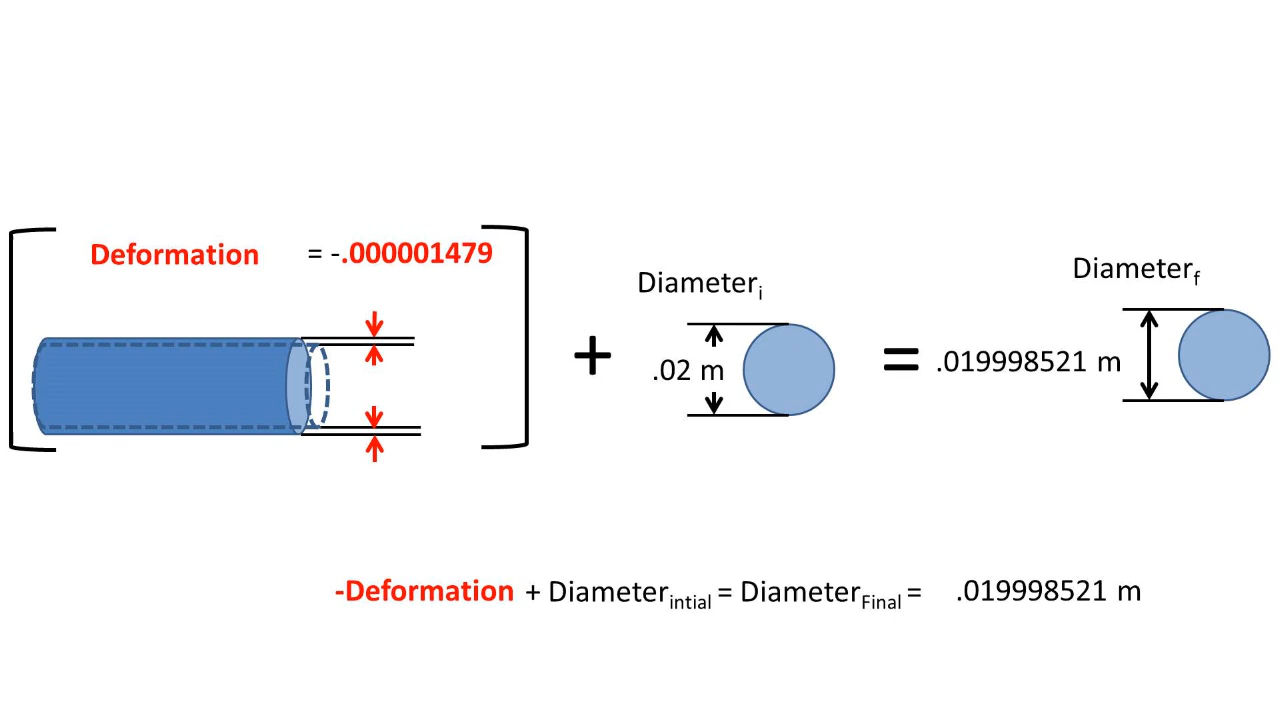 Deformation = -.000001479
Diameteri
.02 m
+
=
Diameterf
.019998521 m
-Deformation + Diameterintial = DiameterFinal = .019998521 m